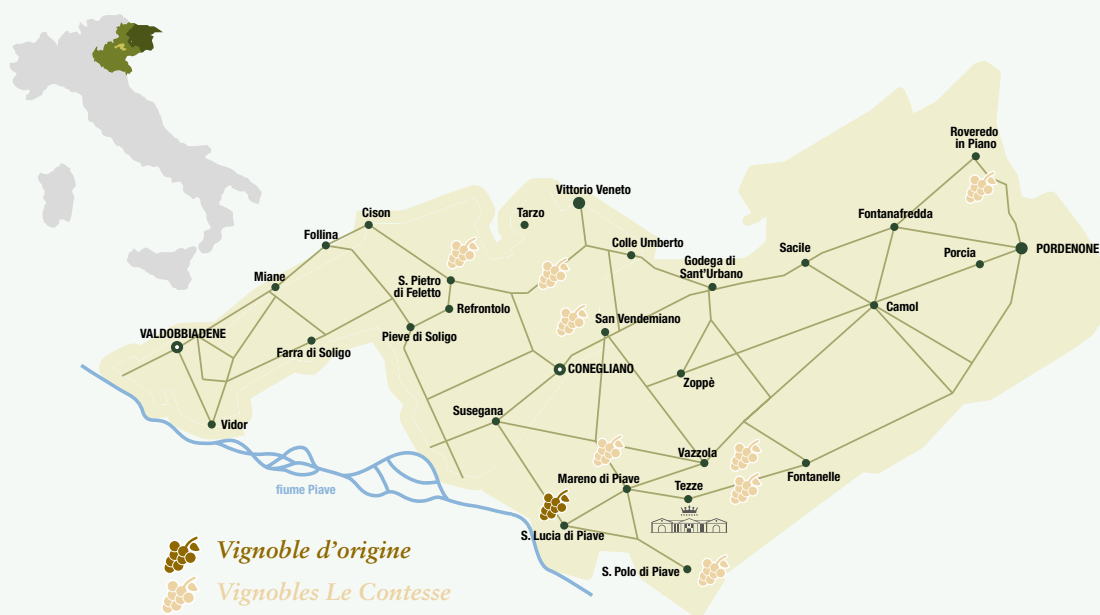 Roveredo
in Piano
Vittorio Veneto
Cison
Tarzo
Fontanafredda
Follina
Colle Umberto
Sacile
Porcia
PORDENONE
Godega di
Sant'Urbano
Miane
S. Pietro
di Feletto
Refrontolo
Camol
San Vendemiano
VALDOBBIADENE
Pieve di Soligo
Farra di Soligo
CONEGLIANO
Zoppè
Susegana
Vidor
Vazzola
Fontanelle
Mareno di Piave
Tezze
fiume Piave
S. Lucia di Piave
S. Polo di Piave
Vignoble d'origine
Vignobles Le Contesse